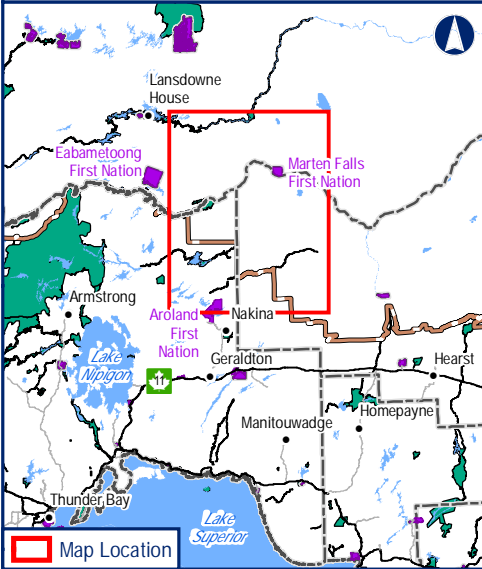 Lansdowne
House
Eabametoong
First Nation
Marten Falls
First Nation
Armstrong
Aroland
First
Nation
Nakina
Lake
Nipigon
Geraldton
11
Hearst
Homepayne
Manitouwadge
Thunder Bay
Lake
Superior
Map Location